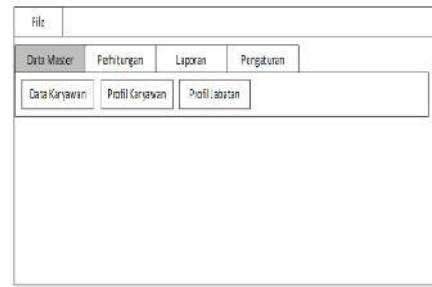 File
Data Master Perhitungan Laporan Pengaturan
Data Karyawan Profil Karyawan Profil Jabatan